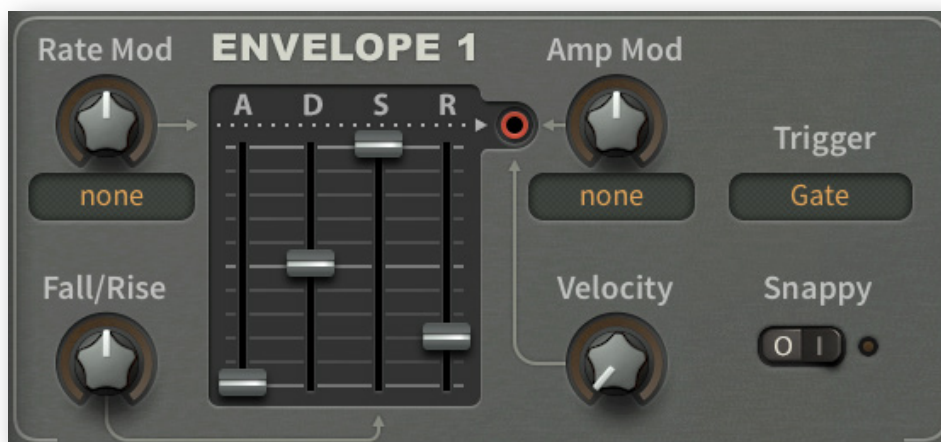 Rate Mod
ENVELOPE 1
Amp Mod
A D S R
none
none
Trigger
Gate
Fall/Rise
Velocity
Snappy
O I